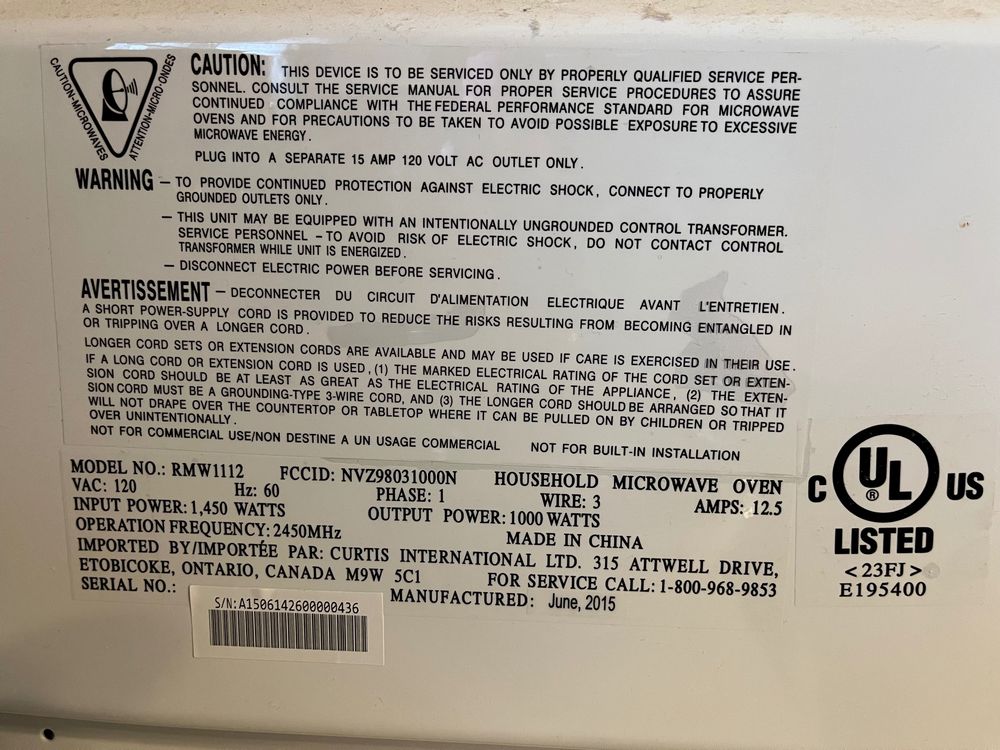 CAUTION-MICROWAVES
ATTENTION-MICRO-ONDES
CAUTION: THIS DEVICE IS TO BE SERVICED ONLY BY PROPERLY QUALIFIED SERVICE PER-
SONNEL. CONSULT THE SERVICE MANUAL FOR PROPER SERVICE PROCEDURES TO ASSURE
CONTINUED COMPLIANCE WITH THE FEDERAL PERFORMANCE STANDARD FOR MICROWAVE
OVENS AND FOR PRECAUTIONS TO BE TAKEN TO AVOID POSSIBLE EXPOSURE TO EXCESSIVE
MICROWAVE ENERGY.
PLUG INTO A SEPARATE 15 AMP 120 VOLT AC OUTLET ONLY.
WARNING – TO PROVIDE CONTINUED PROTECTION AGAINST ELECTRIC SHOCK, CONNECT TO PROPERLY
GROUNDED OUTLETS ONLY.
– THIS UNIT MAY BE EQUIPPED WITH AN INTENTIONALLY UNGROUNDED CONTROL TRANSFORMER.
SERVICE PERSONNEL – TO AVOID RISK OF ELECTRIC SHOCK, DO NOT CONTACT CONTROL
TRANSFORMER WHILE UNIT IS ENERGIZED.
– DISCONNECT ELECTRIC POWER BEFORE SERVICING.
AVERTISSEMENT – DECONNECTER DU CIRCUIT D'ALIMENTATION ELECTRIQUE AVANT L'ENTRETIEN.
A SHORT POWER-SUPPLY CORD IS PROVIDED TO REDUCE THE RISKS RESULTING FROM BECOMING ENTANGLED IN
OR TRIPPING OVER A LONGER CORD.
LONGER CORD SETS OR EXTENSION CORDS ARE AVAILABLE AND MAY BE USED IF CARE IS EXERCISED IN THEIR USE.
IF A LONG CORD OR EXTENSION CORD IS USED, (1) THE MARKED ELECTRICAL RATING OF THE CORD SET OR EXTEN-
SION CORD SHOULD BE AT LEAST AS GREAT AS THE ELECTRICAL RATING OF THE APPLIANCE, (2) THE EXTEN-
SION CORD MUST BE A GROUNDING-TYPE 3-WIRE CORD, AND (3) THE LONGER CORD SHOULD BE ARRANGED SO THAT IT
WILL NOT DRAPE OVER THE COUNTERTOP OR TABLETOP WHERE IT CAN BE PULLED ON BY CHILDREN OR TRIPPED
OVER UNINTENTIONALLY.
NOT FOR COMMERCIAL USE/NON DESTINE A UN USAGE COMMERCIAL NOT FOR BUILT-IN INSTALLATION
MODEL NO.: RMW1112 FCCID: NVZ98031000N HOUSEHOLD MICROWAVE OVEN
VAC: 120 Hz: 60 PHASE: 1 WIRE: 3 AMPS: 12.5
INPUT POWER: 1,450 WATTS OUTPUT POWER: 1000 WATTS
OPERATION FREQUENCY: 2450MHz MADE IN CHINA
IMPORTED BY/IMPORTÉE PAR: CURTIS INTERNATIONAL LTD. 315 ATTWELL DRIVE,
ETOBICOKE, ONTARIO, CANADA M9W 5C1 FOR SERVICE CALL: 1-800-968-9853
SERIAL NO.: MANUFACTURED: June, 2015
S/N: A1506142600000436
C UL® US
LISTED
<23FJ>
E195400